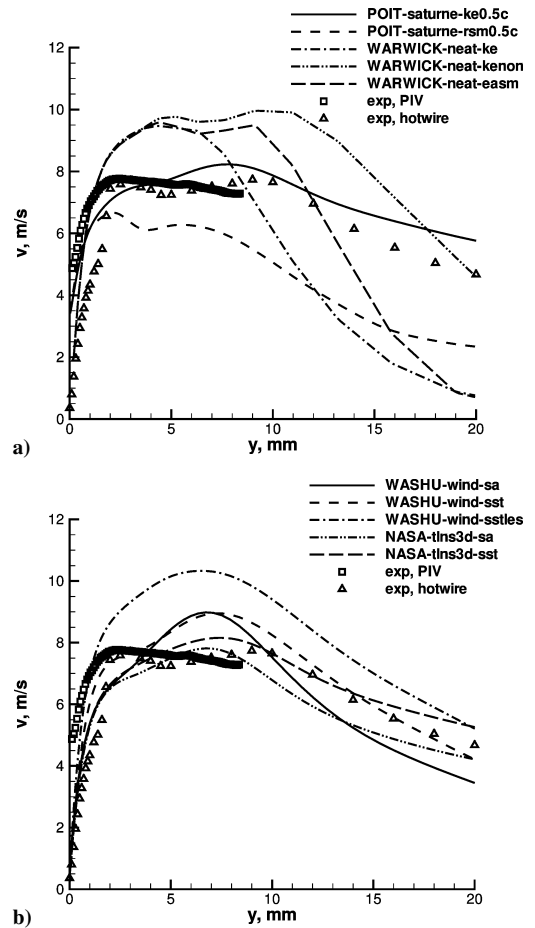 POIT-saturne-ke0.5c
POIT-saturne-rsm0.5c
WARWICK-neat-ke
WARWICK-neat-kenon
WARWICK-neat-easm
exp, PIV
exp, hotwire
12
10
8
6
4
2
0
v, m/s
0 5 10 15 20
y, mm
a)
WASHU-wind-sa
WASHU-wind-sst
WASHU-wind-sstles
NASA-tlns3d-sa
NASA-tlns3d-sst
exp, PIV
exp, hotwire
12
10
8
6
4
2
0
v, m/s
0 5 10 15 20
y, mm
b)